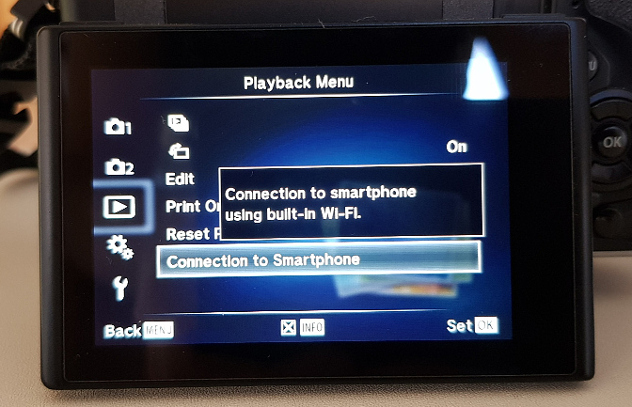 Playback Menu
1
2
On
Edit
Connection to smartphone
using built-in Wi-Fi.
Print Or
Reset P
Connection to Smartphone
Back MENU
INFO
Set OK
OK